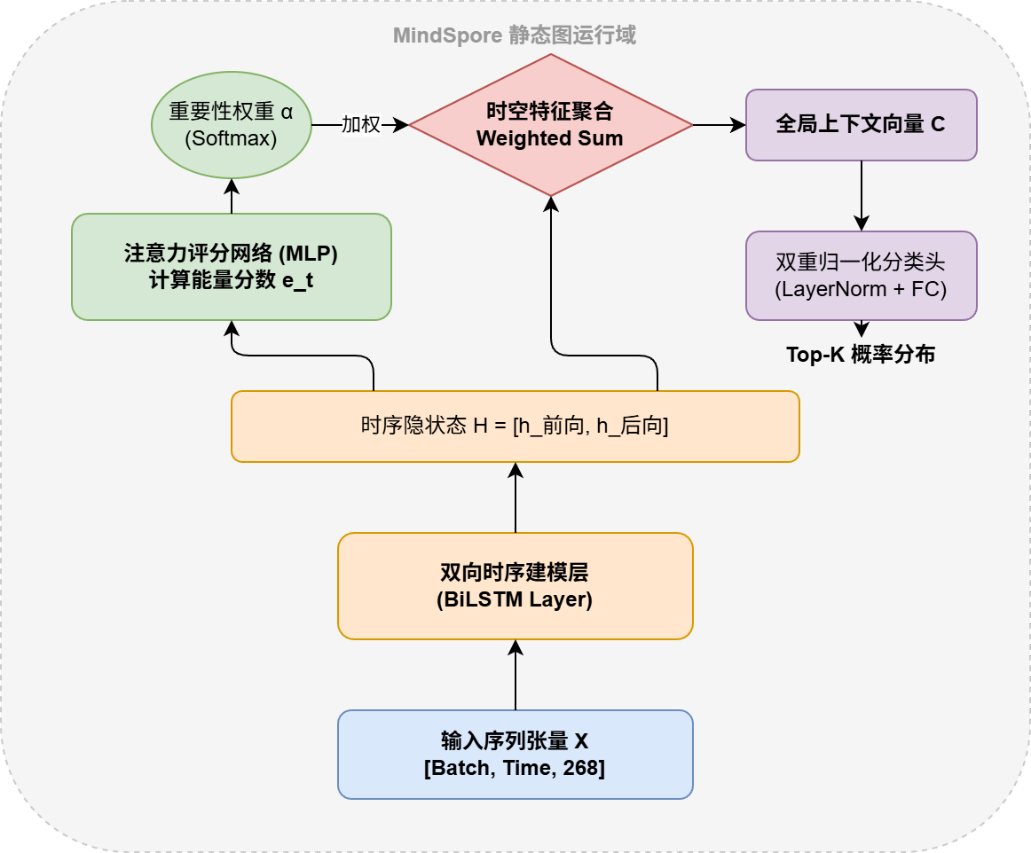 MindSpore 静态图运行域
重要性权重 α
(Softmax)
加权
时空特征聚合
Weighted Sum
全局上下文向量 C
注意力评分网络 (MLP)
计算能量分数 e_t
双重归一化分类头
(LayerNorm + FC)
Top-K 概率分布
时序隐状态 H = [h_前向, h_后向]
双向时序建模层
(BiLSTM Layer)
输入序列张量 X
[Batch, Time, 268]